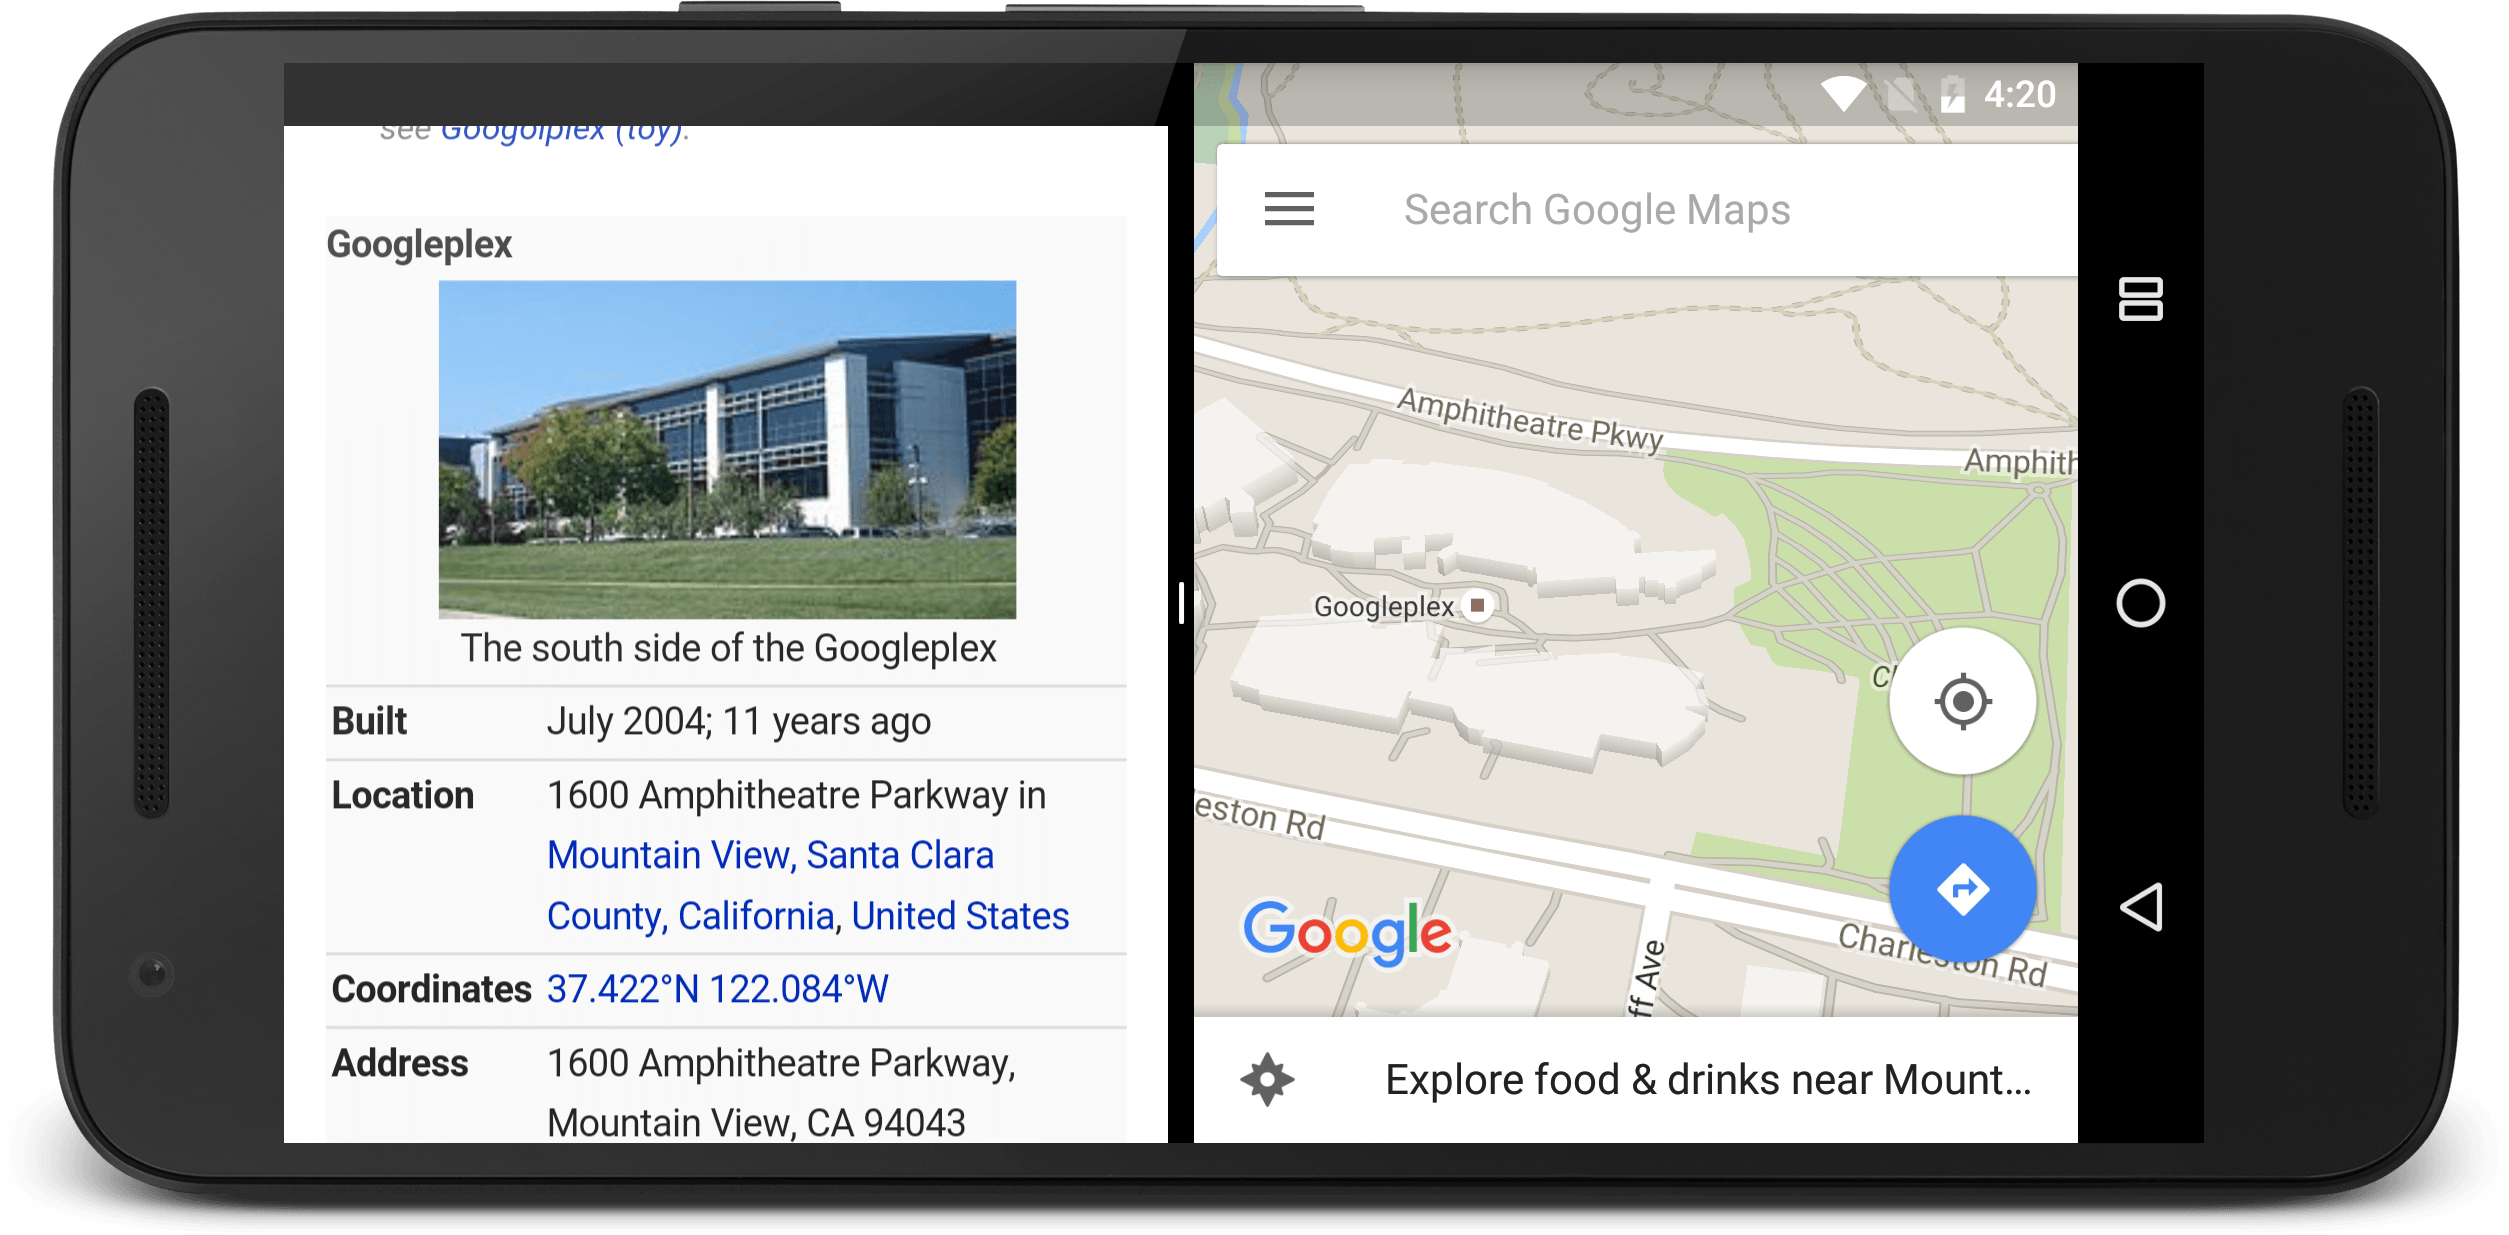 see Googolplex (toy).
Googleplex
The south side of the Googleplex
Built July 2004; 11 years ago
Location 1600 Amphitheatre Parkway in
Mountain View, Santa Clara
County, California, United States
Coordinates 37.422°N 122.084°W
Address 1600 Amphitheatre Parkway,
Mountain View, CA 94043
4:20
Search Google Maps
Amphitheatre Pkwy
Amphith
Googleplex
eston Rd
Google
Charleston Rd
ff Ave
Explore food & drinks near Mount...